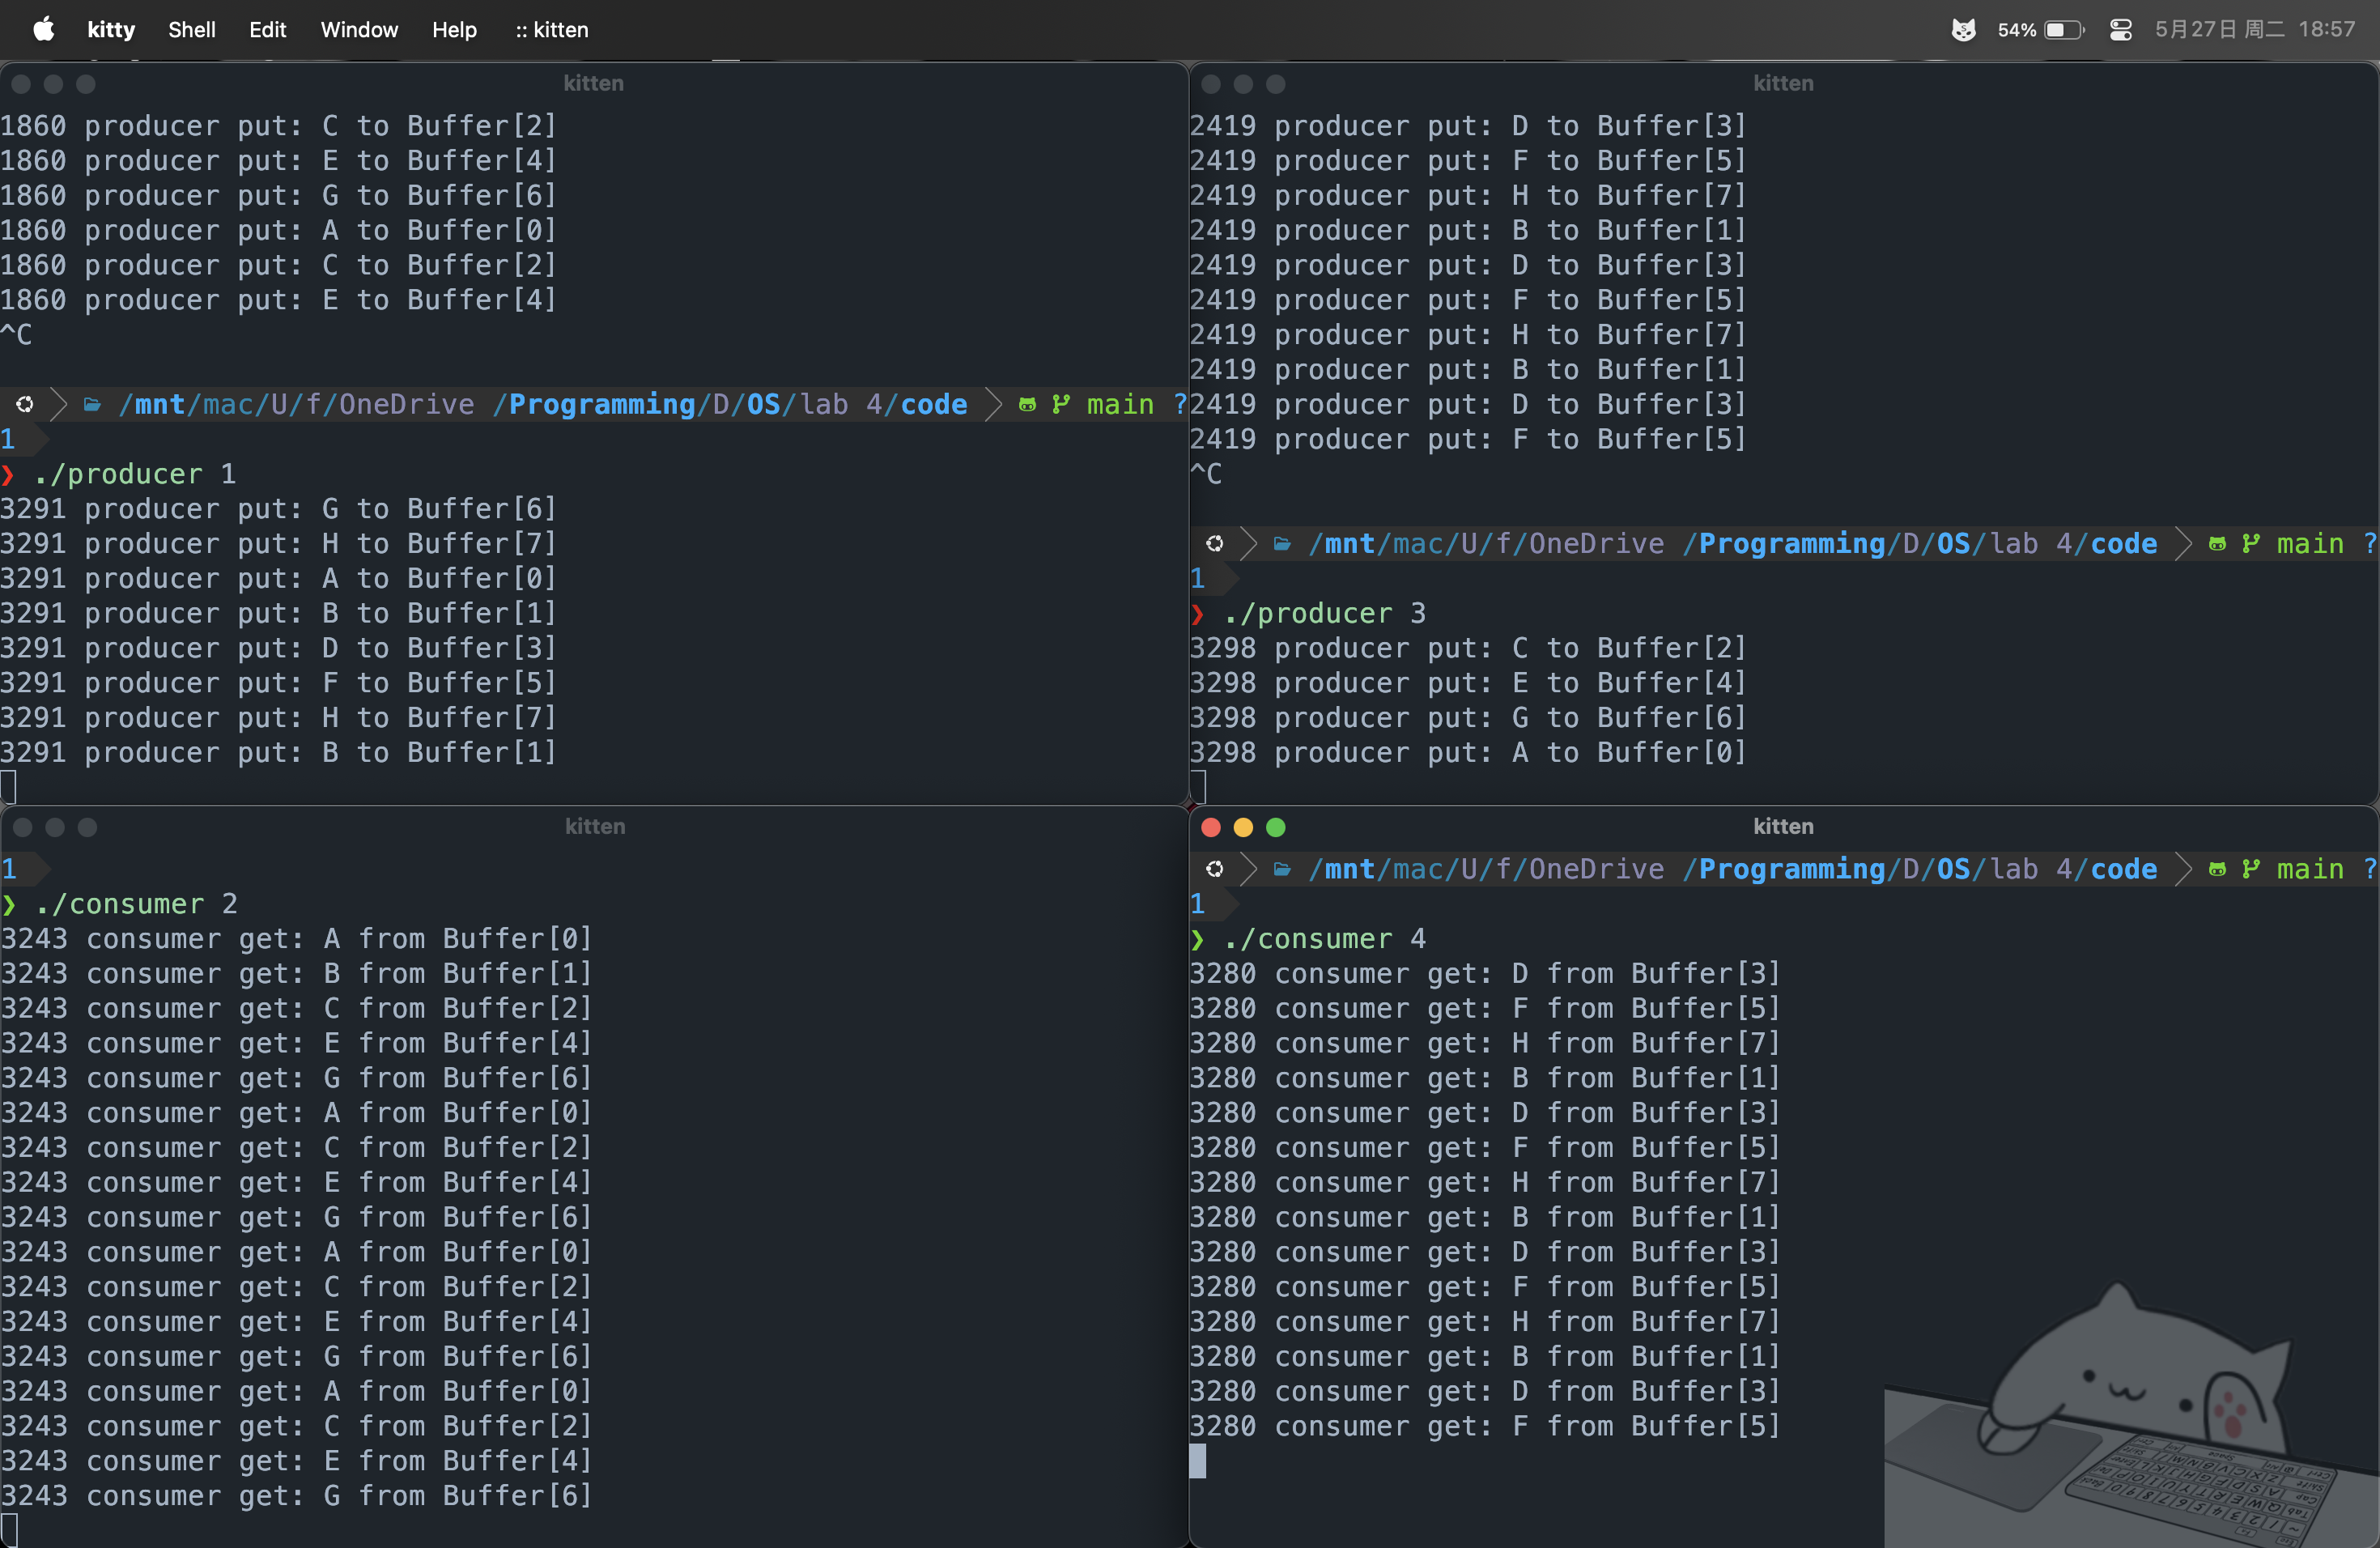 kitty Shell Edit Window Help :: kitten 54% 5月27日 周二 18:57
kitten
1860 producer put: C to Buffer[2]
1860 producer put: E to Buffer[4]
1860 producer put: G to Buffer[6]
1860 producer put: A to Buffer[0]
1860 producer put: C to Buffer[2]
1860 producer put: E to Buffer[4]
^C
/mnt/mac/U/f/OneDrive /Programming/D/OS/lab 4/code main ?
1
❯ ./producer 1
3291 producer put: G to Buffer[6]
3291 producer put: H to Buffer[7]
3291 producer put: A to Buffer[0]
3291 producer put: B to Buffer[1]
3291 producer put: D to Buffer[3]
3291 producer put: F to Buffer[5]
3291 producer put: H to Buffer[7]
3291 producer put: B to Buffer[1]
kitten
2419 producer put: D to Buffer[3]
2419 producer put: F to Buffer[5]
2419 producer put: H to Buffer[7]
2419 producer put: B to Buffer[1]
2419 producer put: D to Buffer[3]
2419 producer put: F to Buffer[5]
2419 producer put: H to Buffer[7]
2419 producer put: B to Buffer[1]
2419 producer put: D to Buffer[3]
2419 producer put: F to Buffer[5]
^C
/mnt/mac/U/f/OneDrive /Programming/D/OS/lab 4/code main ?
1
❯ ./producer 3
3298 producer put: C to Buffer[2]
3298 producer put: E to Buffer[4]
3298 producer put: G to Buffer[6]
3298 producer put: A to Buffer[0]
kitten
1
❯ ./consumer 2
3243 consumer get: A from Buffer[0]
3243 consumer get: B from Buffer[1]
3243 consumer get: C from Buffer[2]
3243 consumer get: E from Buffer[4]
3243 consumer get: G from Buffer[6]
3243 consumer get: A from Buffer[0]
3243 consumer get: C from Buffer[2]
3243 consumer get: E from Buffer[4]
3243 consumer get: G from Buffer[6]
3243 consumer get: A from Buffer[0]
3243 consumer get: C from Buffer[2]
3243 consumer get: E from Buffer[4]
3243 consumer get: G from Buffer[6]
3243 consumer get: A from Buffer[0]
3243 consumer get: C from Buffer[2]
3243 consumer get: E from Buffer[4]
3243 consumer get: G from Buffer[6]
kitten
/mnt/mac/U/f/OneDrive /Programming/D/OS/lab 4/code main ?
1
❯ ./consumer 4
3280 consumer get: D from Buffer[3]
3280 consumer get: F from Buffer[5]
3280 consumer get: H from Buffer[7]
3280 consumer get: B from Buffer[1]
3280 consumer get: D from Buffer[3]
3280 consumer get: F from Buffer[5]
3280 consumer get: H from Buffer[7]
3280 consumer get: B from Buffer[1]
3280 consumer get: D from Buffer[3]
3280 consumer get: F from Buffer[5]
3280 consumer get: H from Buffer[7]
3280 consumer get: B from Buffer[1]
3280 consumer get: D from Buffer[3]
3280 consumer get: F from Buffer[5]